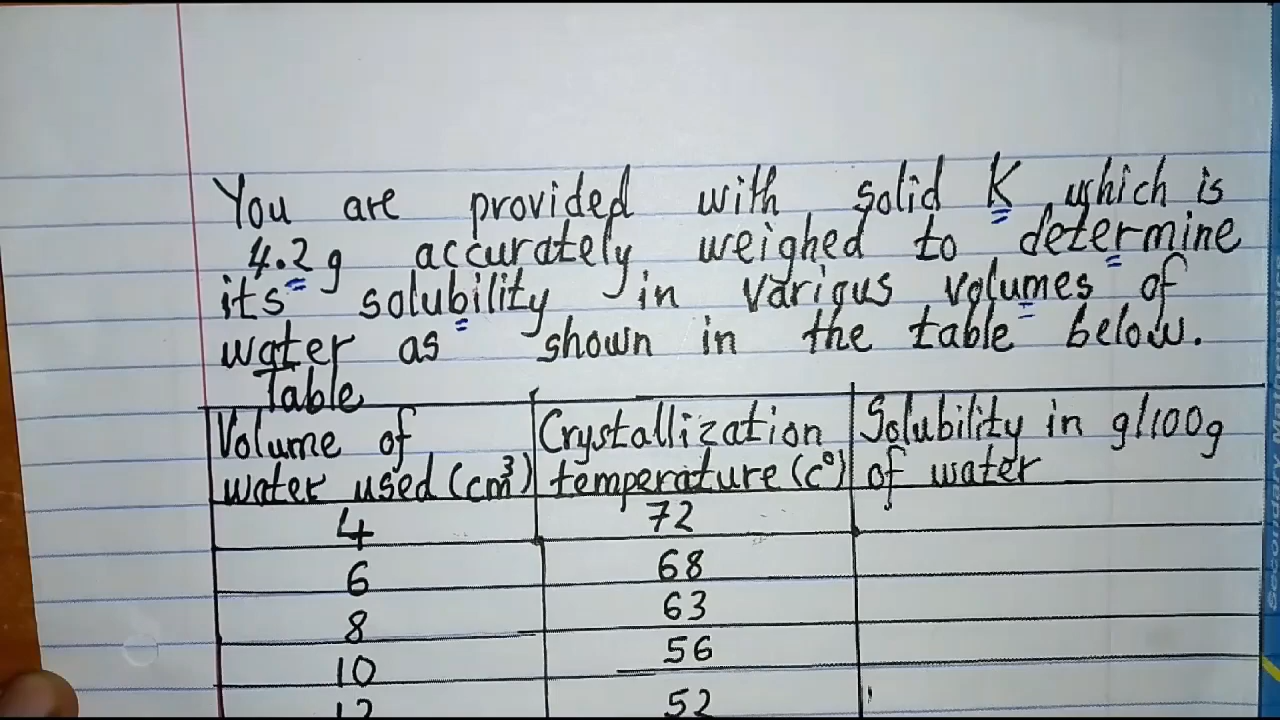 You are provided with solid K which is
4.2g accurately weighed to determine
its solubility in various volumes of
water as shown in the table below.
Table
Volume of water used (cm³) Crystallization temperature (c°) Solubility in g/100g of water
4 72
6 68
8 63
10 56
12 52